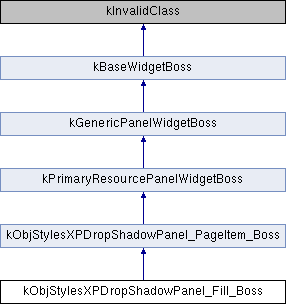 kInvalidClass
kBaseWidgetBoss
kGenericPanelWidgetBoss
kPrimaryResourcePanelWidgetBoss
kObjStylesXPDropShadowPanel_PageItem_Boss
kObjStylesXPDropShadowPanel_Fill_Boss